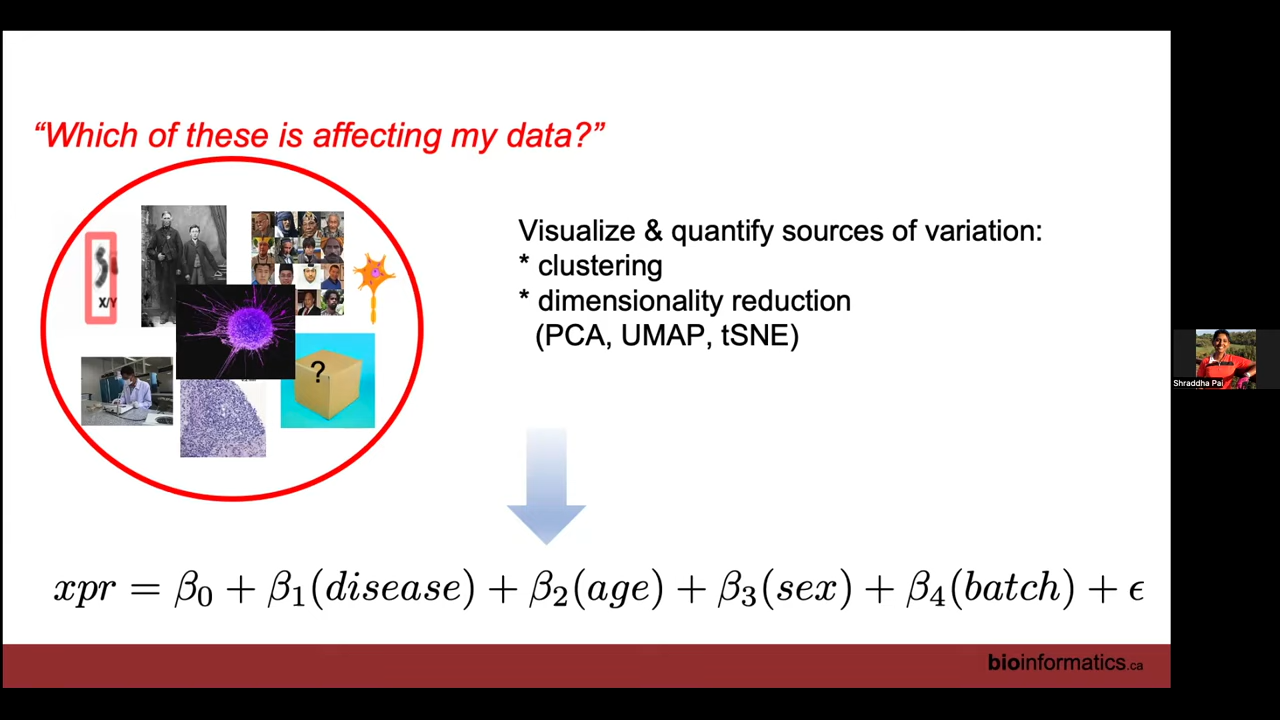 “Which of these is affecting my data?”
X/Y
?
Visualize & quantify sources of variation:
* clustering
* dimensionality reduction
(PCA, UMAP, tSNE)
xpr = β₀ + β₁(disease) + β₂(age) + β₃(sex) + β₄(batch) + ϵ
bioinformatics.ca
Shraddha Pai